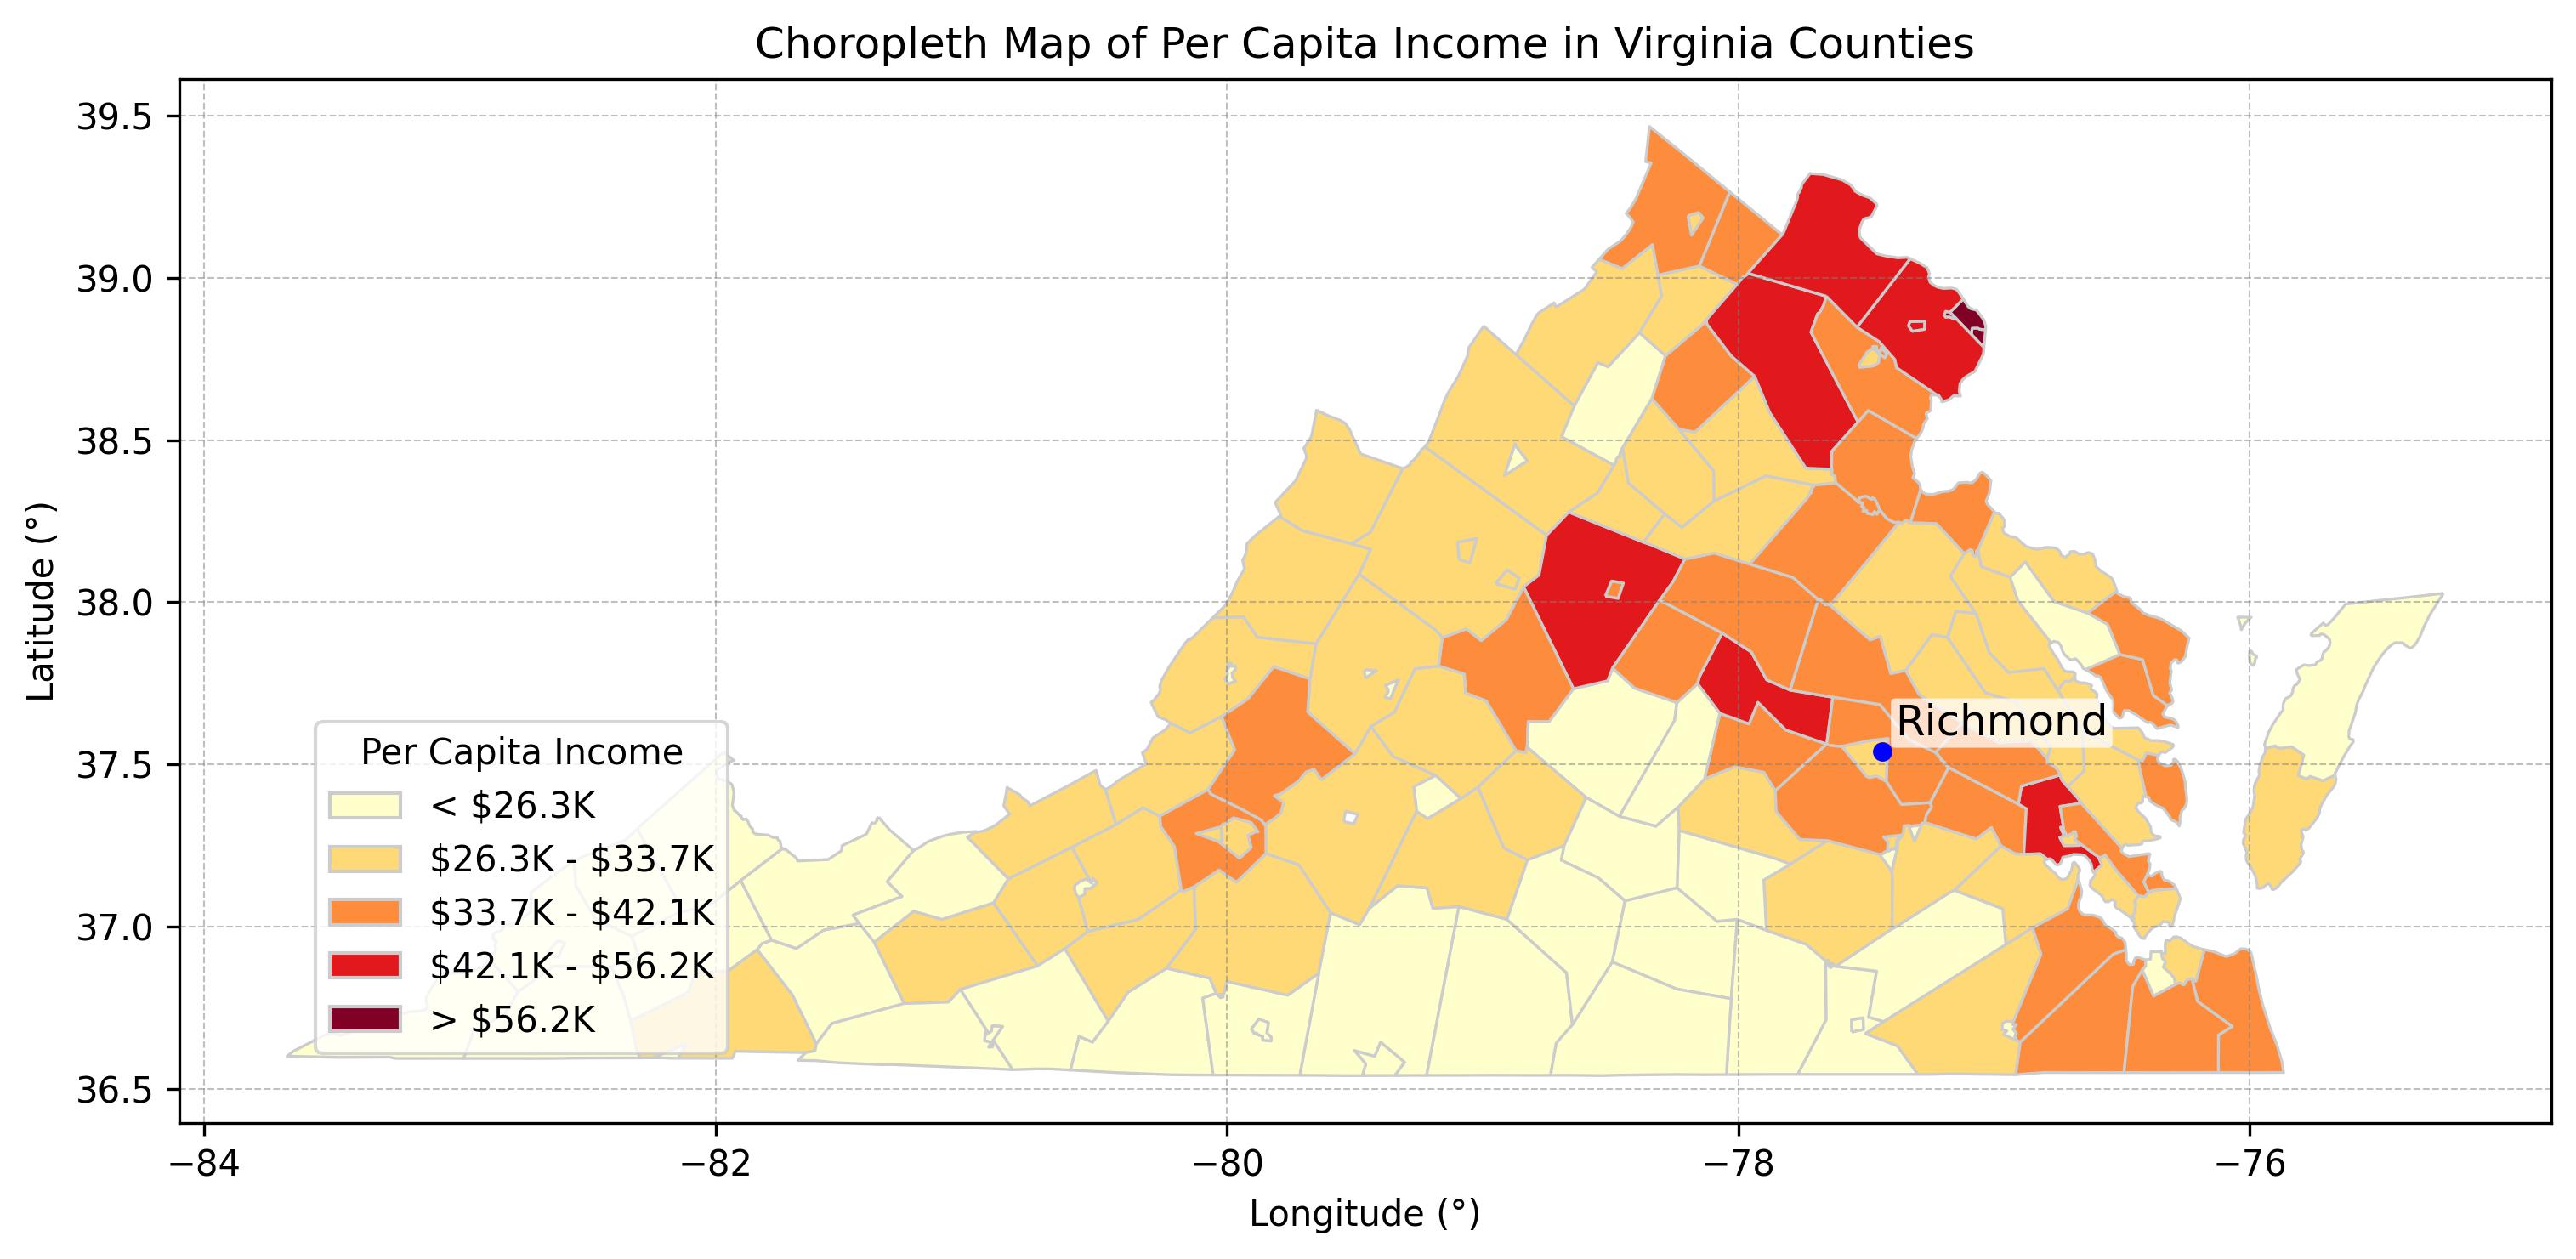 Choropleth Map of Per Capita Income in Virginia Counties
39.5
39.0
38.5
38.0
37.5
37.0
36.5
Latitude (°)
Richmond
Per Capita Income
< $26.3K
$26.3K - $33.7K
$33.7K - $42.1K
$42.1K - $56.2K
> $56.2K
−84
−82
−80
−78
−76
Longitude (°)